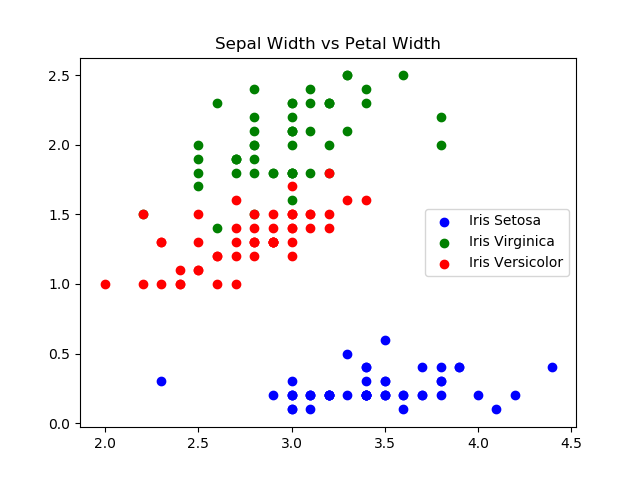 Sepal Width vs Petal Width
2.5
2.0
1.5
1.0
0.5
0.0
Iris Setosa
Iris Virginica
Iris Versicolor
2.0 2.5 3.0 3.5 4.0 4.5